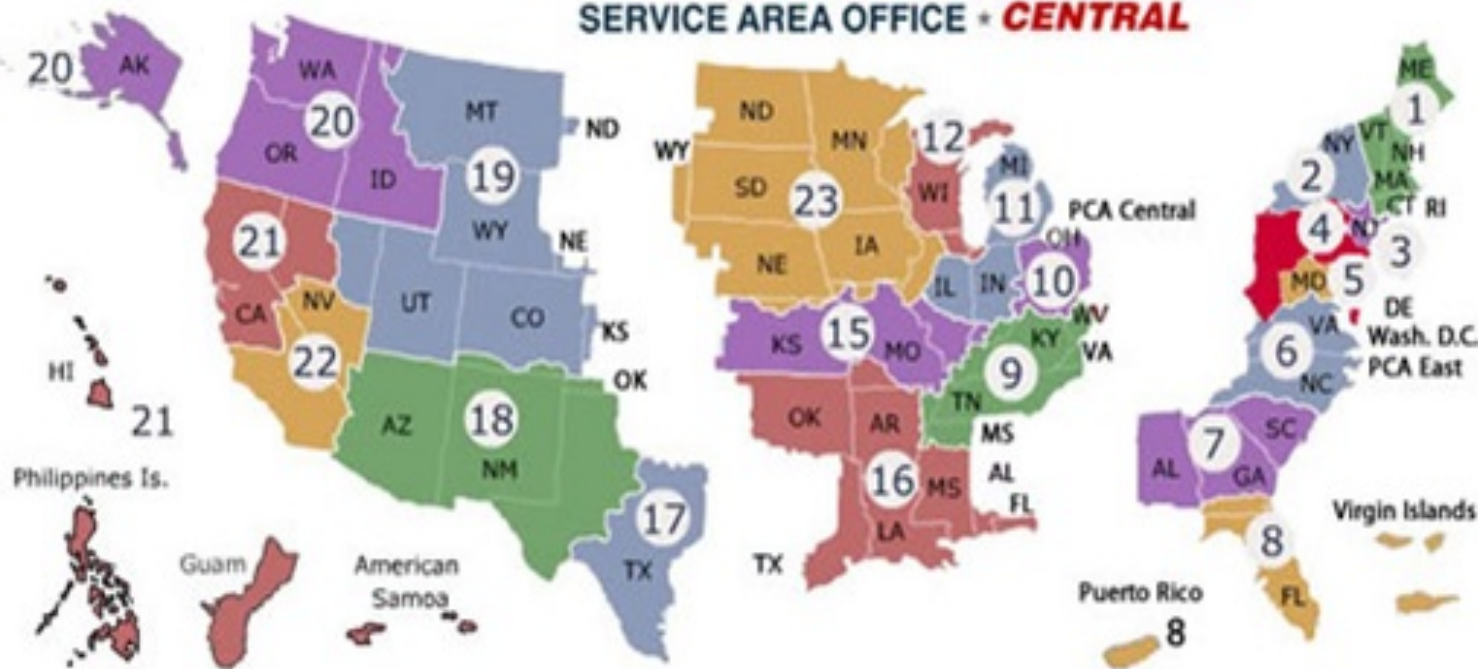 SERVICE AREA OFFICE * CENTRAL
20
AK
WA
20
OR
ID
MT
ND
19
WY
NE
21
CA
NV
22
UT
CO
KS
OK
HI
21
AZ
18
NM
17
TX
Philippines Is.
Guam
American
Samoa
ND
MN
WY
SD
23
NE
IA
12
WI
MI
11
PCA Central
OH
10
IL
IN
WV
KS
15
MO
KY
VA
9
TN
OK
AR
MS
16
MS
AL
FL
LA
TX
ME
1
VT
NY
NH
2
MA
CT
RI
4
NJ
3
MD
5
DE
VA
Wash. D.C.
6
PCA East
NC
7
SC
AL
GA
Virgin Islands
8
FL
Puerto Rico
8